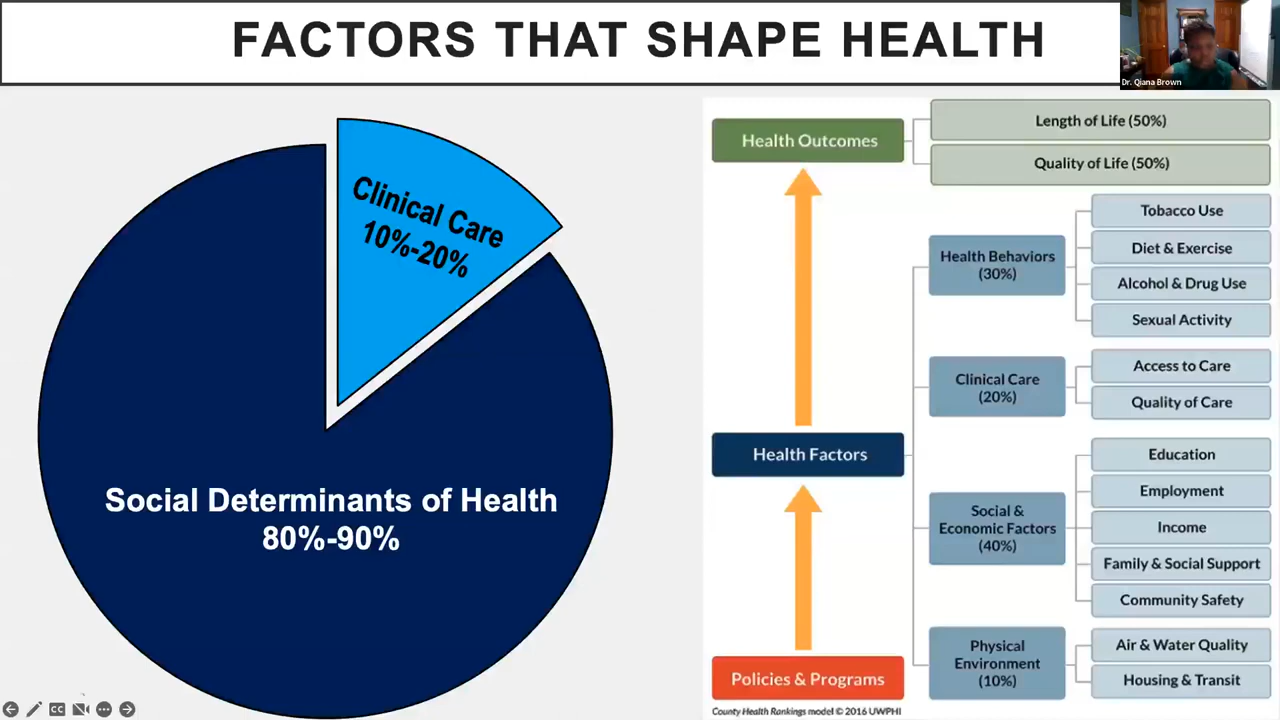 FACTORS THAT SHAPE HEALTH
Dr. Qiana Brown
Clinical Care
10%-20%
Social Determinants of Health
80%-90%
Health Outcomes
Length of Life (50%)
Quality of Life (50%)
Health Factors
Health Behaviors
(30%)
Tobacco Use
Diet & Exercise
Alcohol & Drug Use
Sexual Activity
Clinical Care
(20%)
Access to Care
Quality of Care
Social &
Economic Factors
(40%)
Education
Employment
Income
Family & Social Support
Community Safety
Physical
Environment
(10%)
Air & Water Quality
Housing & Transit
Policies & Programs
County Health Rankings model © 2016 UWPHI
CC